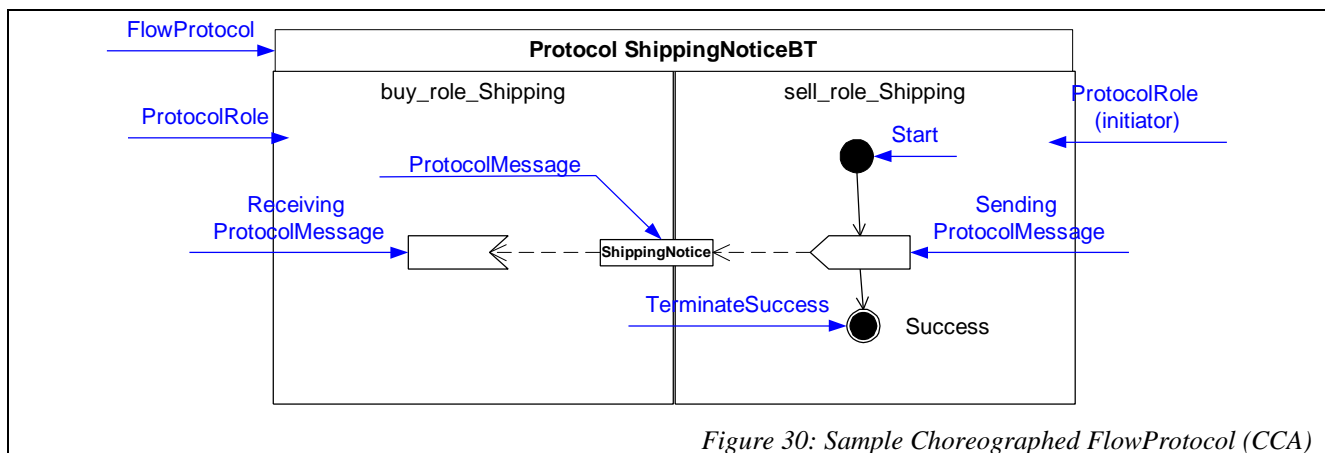 FlowProtocol
Protocol ShippingNoticeBT
buy_role_Shipping
sell_role_Shipping
ProtocolRole
ProtocolRole
(initiator)
Start
ProtocolMessage
Receiving
ProtocolMessage
Sending
ProtocolMessage
ShippingNotice
TerminateSuccess
Success
Figure 30: Sample Choreographed FlowProtocol (CCA)